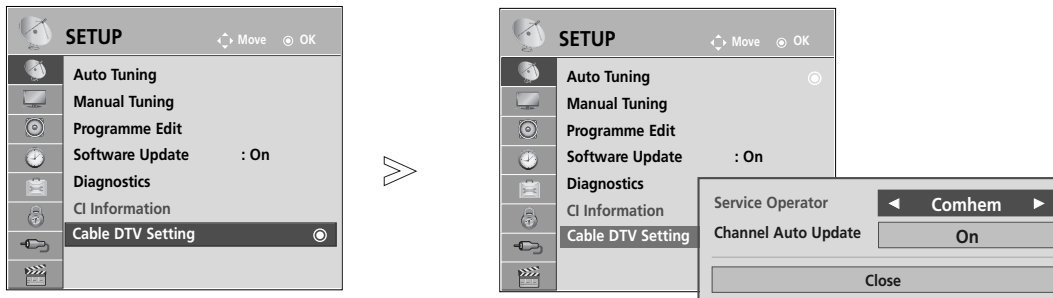 SETUP Move OK
Auto Tuning
Manual Tuning
Programme Edit
Software Update : On
Diagnostics
CI Information
Cable DTV Setting
SETUP Move OK
Auto Tuning
Manual Tuning
Programme Edit
Software Update : On
Diagnostics
CI Information
Cable DTV Setting
Service Operator ◄ Comhem ►
Channel Auto Update On
Close